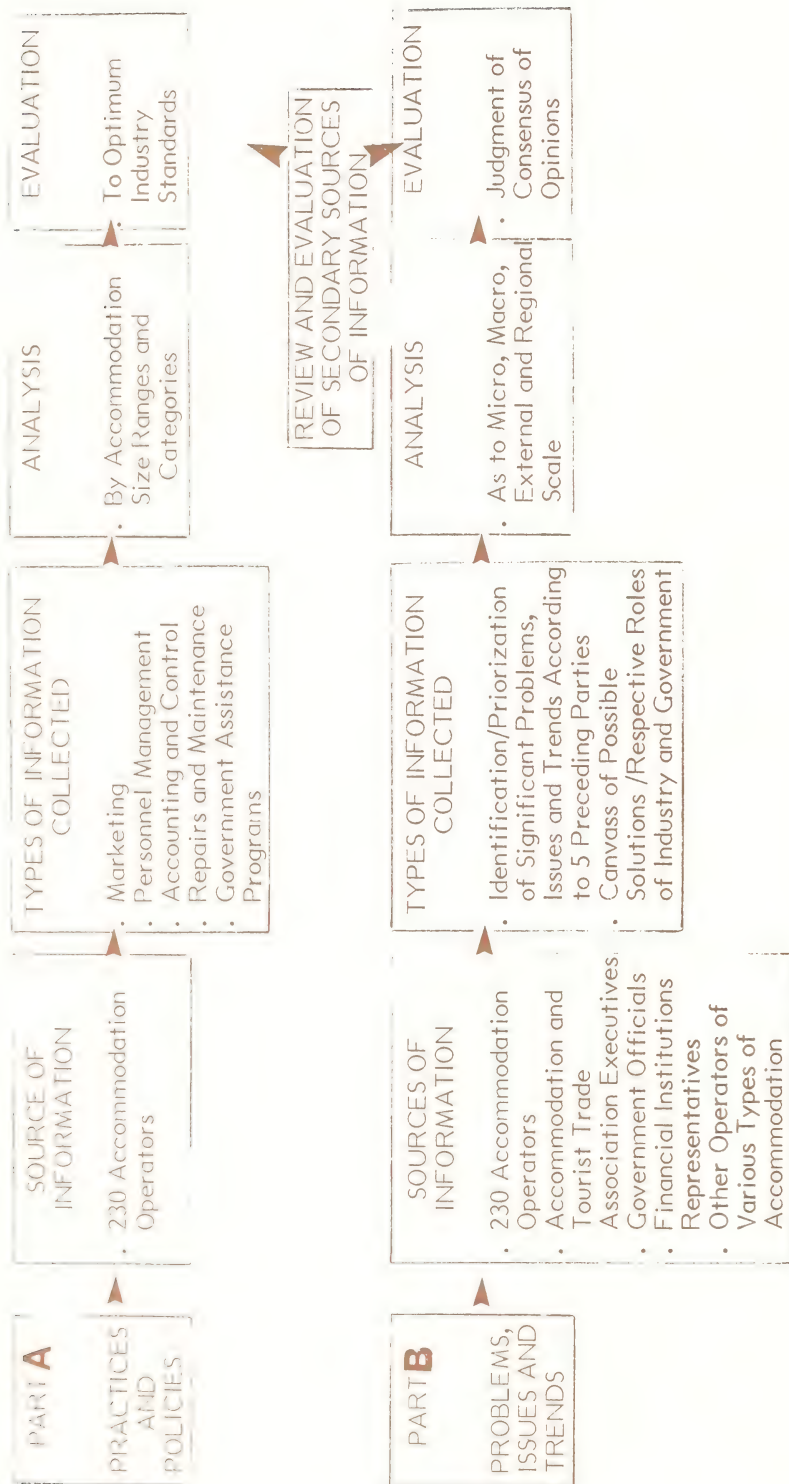 PART A
PRACTICES
AND
POLICIES
SOURCE OF
INFORMATION
· 230 Accommodation
Operators
TYPES OF INFORMATION
COLLECTED
· Marketing
· Personnel Management
· Accounting and Control
· Repairs and Maintenance
· Government Assistance
Programs
ANALYSIS
· By Accommodation
Size Ranges and
Categories
EVALUATION
· To Optimum
Industry
Standards
REVIEW AND EVALUATION
OF SECONDARY SOURCES
OF INFORMATION
PART B
PROBLEMS,
ISSUES AND
TRENDS
SOURCES OF
INFORMATION
· 230 Accommodation
Operators
· Accommodation and
Tourist Trade
Association Executives
· Government Officials
· Financial Institutions
Representatives
· Other Operators of
Various Types of
Accommodation
TYPES OF INFORMATION
COLLECTED
· Identification/Priorization
of Significant Problems,
Issues and Trends According
to 5 Preceding Parties
· Canvass of Possible
Solutions/Respective Roles
of Industry and Government
ANALYSIS
· As to Micro, Macro,
External and Regional
Scale
EVALUATION
· Judgment of
Consensus of
Opinions